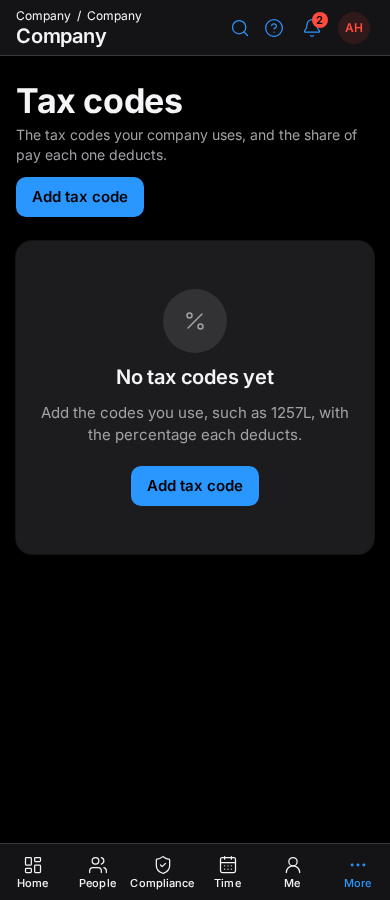 Company / Company
Company
2
AH
Tax codes
The tax codes your company uses, and the share of
pay each one deducts.
Add tax code
No tax codes yet
Add the codes you use, such as 1257L, with
the percentage each deducts.
Add tax code
Home People Compliance Time Me More